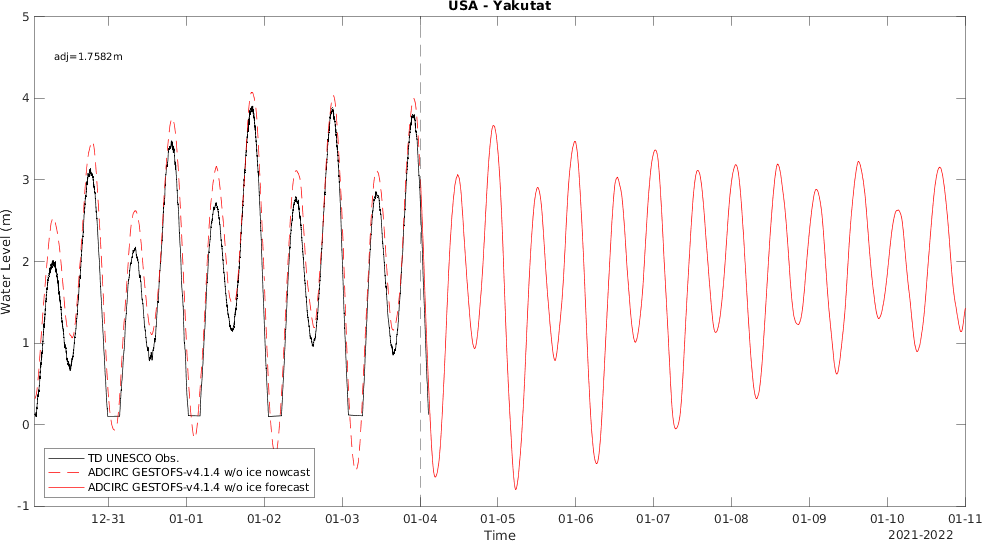 USA - Yakutat
adj=1.7582m
Water Level (m)
5
4
3
2
1
0
-1
TD UNESCO Obs.
ADCIRC GESTOFS-v4.1.4 w/o ice nowcast
ADCIRC GESTOFS-v4.1.4 w/o ice forecast
12-31 01-01 01-02 01-03 01-04 01-05 01-06 01-07 01-08 01-09 01-10 01-11
Time
2021-2022